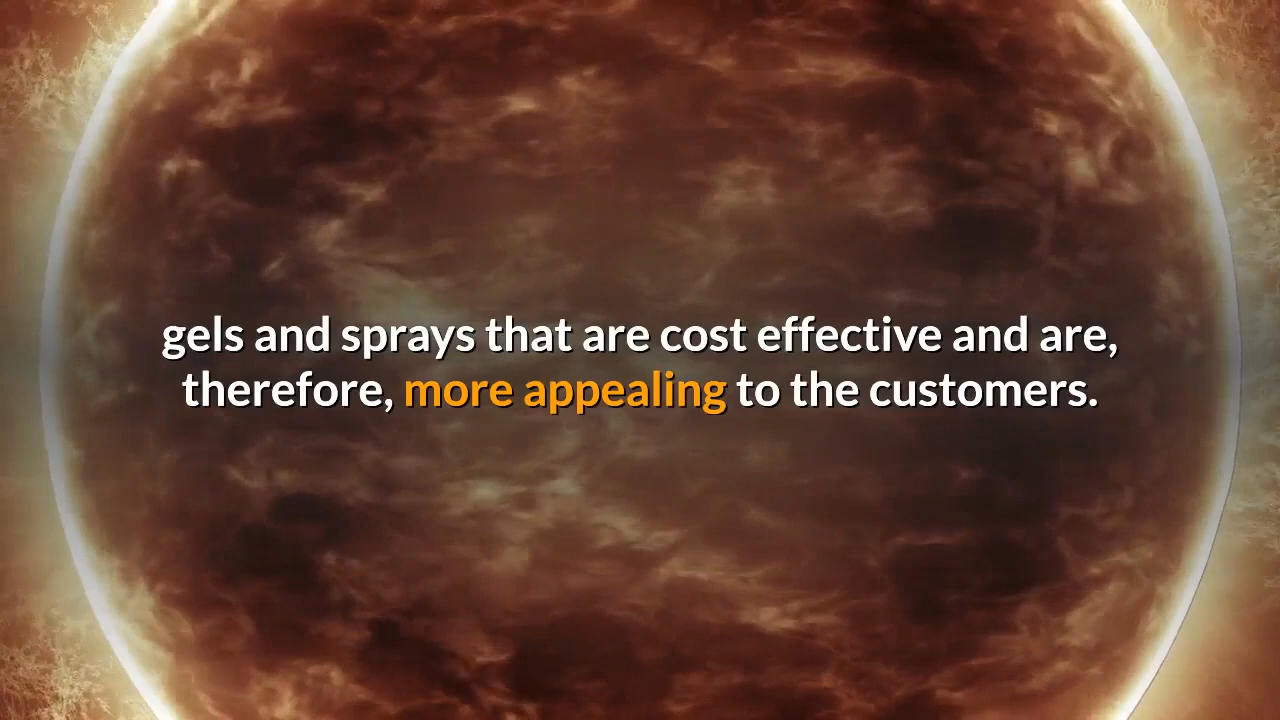 gels and sprays that are cost effective and are,
therefore, more appealing to the customers.